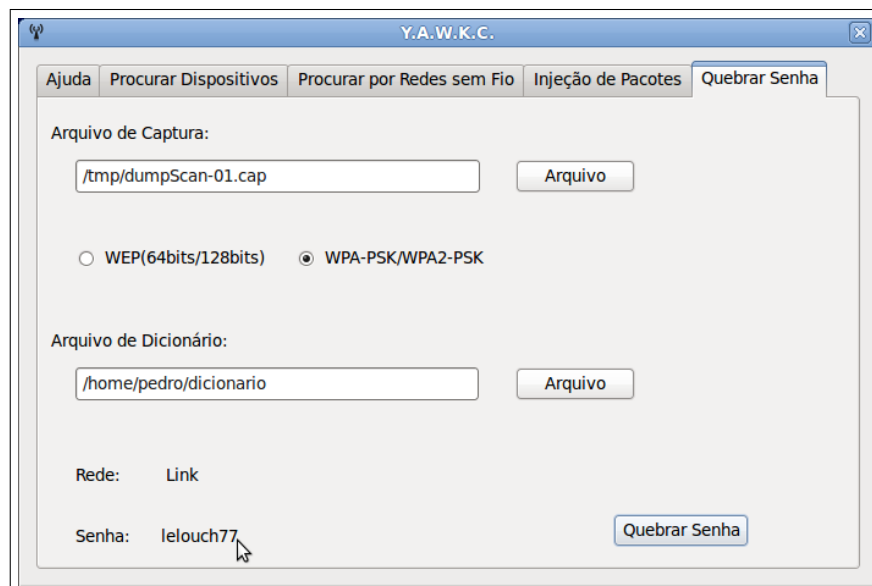 Y.A.W.K.C.
Ajuda Procurar Dispositivos Procurar por Redes sem Fio Injeção de Pacotes Quebrar Senha
Arquivo de Captura:
/tmp/dumpScan-01.cap Arquivo
WEP(64bits/128bits) WPA-PSK/WPA2-PSK
Arquivo de Dicionário:
/home/pedro/dicionario Arquivo
Rede: Link
Senha: lelouch77 Quebrar Senha